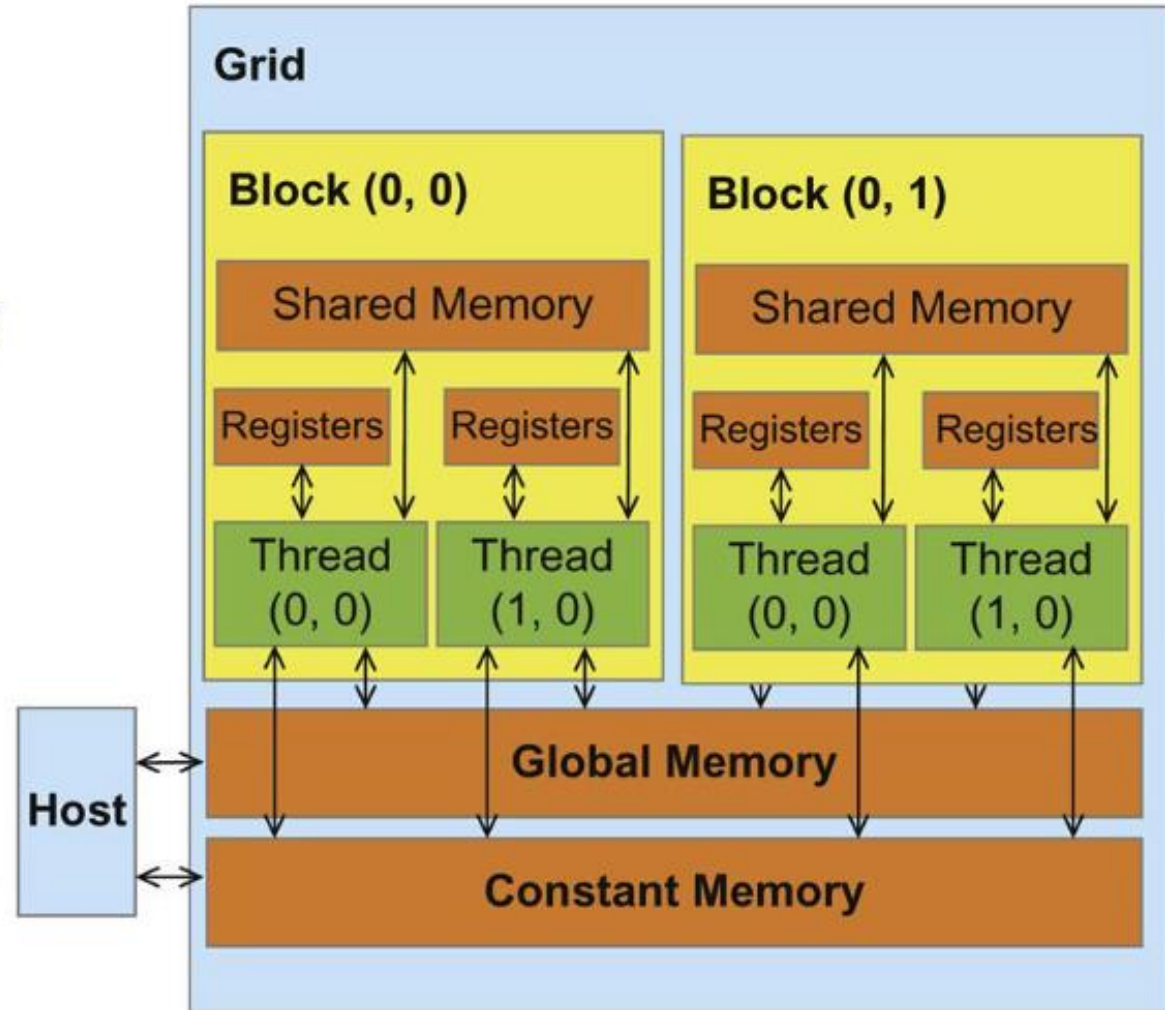 Grid
Block (0, 0)
Block (0, 1)
Shared Memory
Shared Memory
Registers
Registers
Registers
Registers
Thread
(0, 0)
Thread
(1, 0)
Thread
(0, 0)
Thread
(1, 0)
Host
Global Memory
Constant Memory